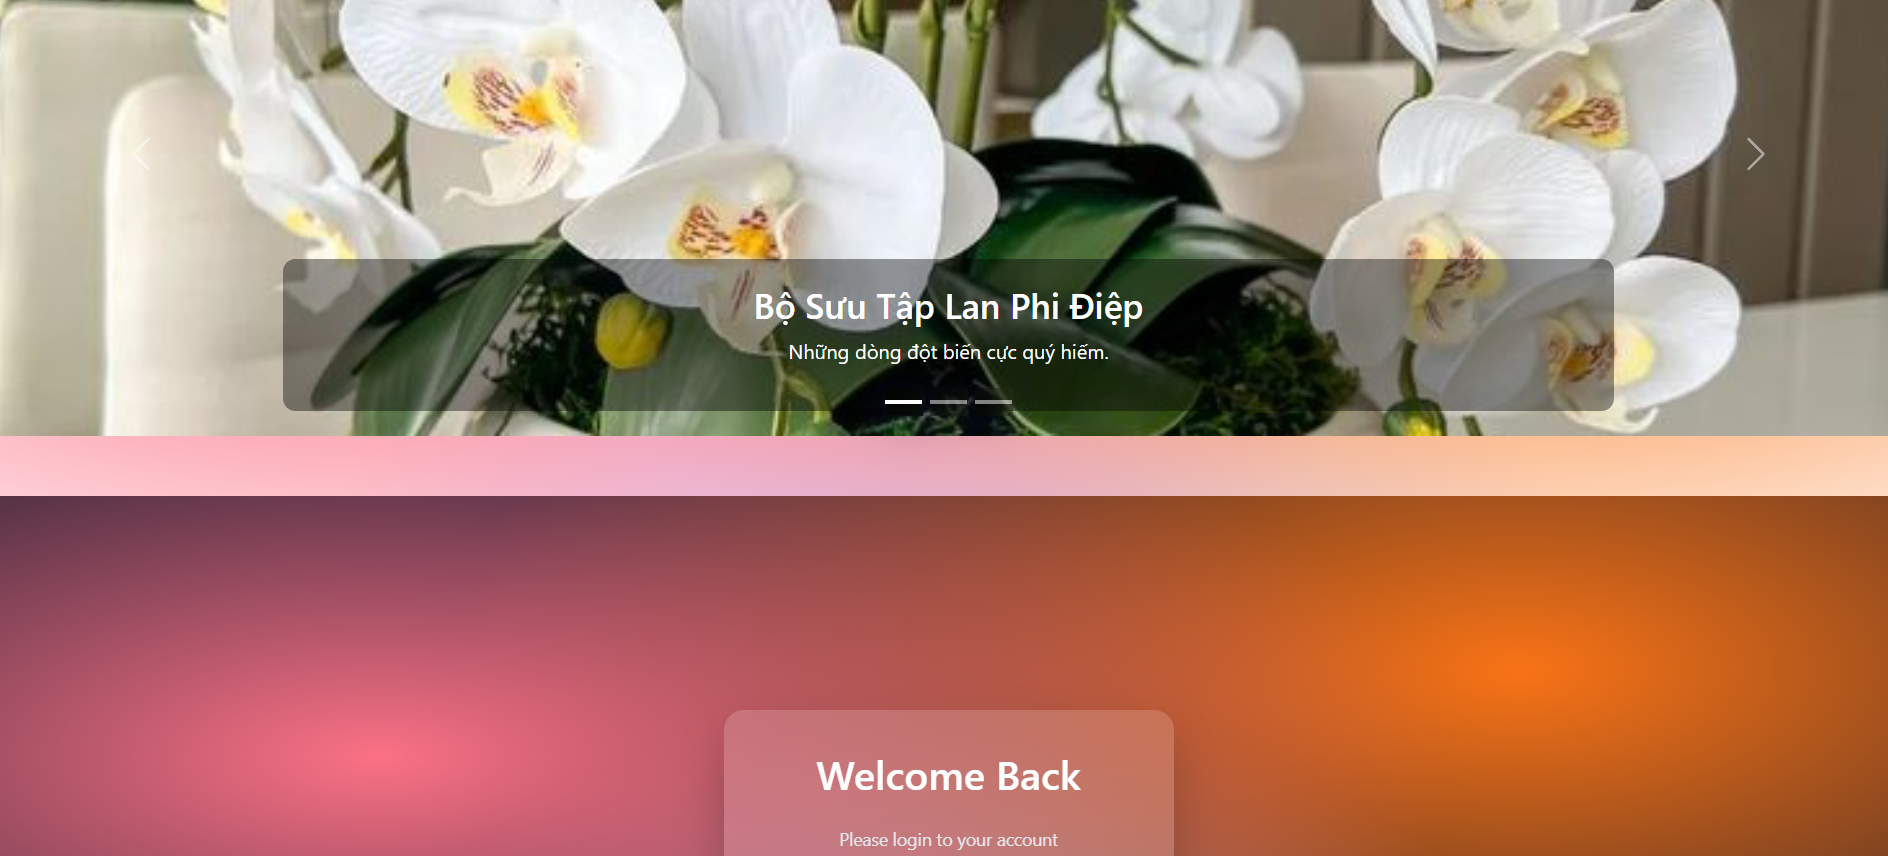 Bộ Sưu Tập Lan Phi Điệp
Những dòng đột biến cực quý hiếm.
Welcome Back
Please login to your account